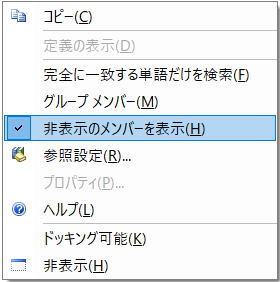 コピー(C)
定義の表示(D)
完全に一致する単語だけを検索(F)
グループ メンバー(M)
非表示のメンバーを表示(H)
参照設定(R)...
プロパティ(P)...
ヘルプ(L)
ドッキング可能(K)
非表示(H)